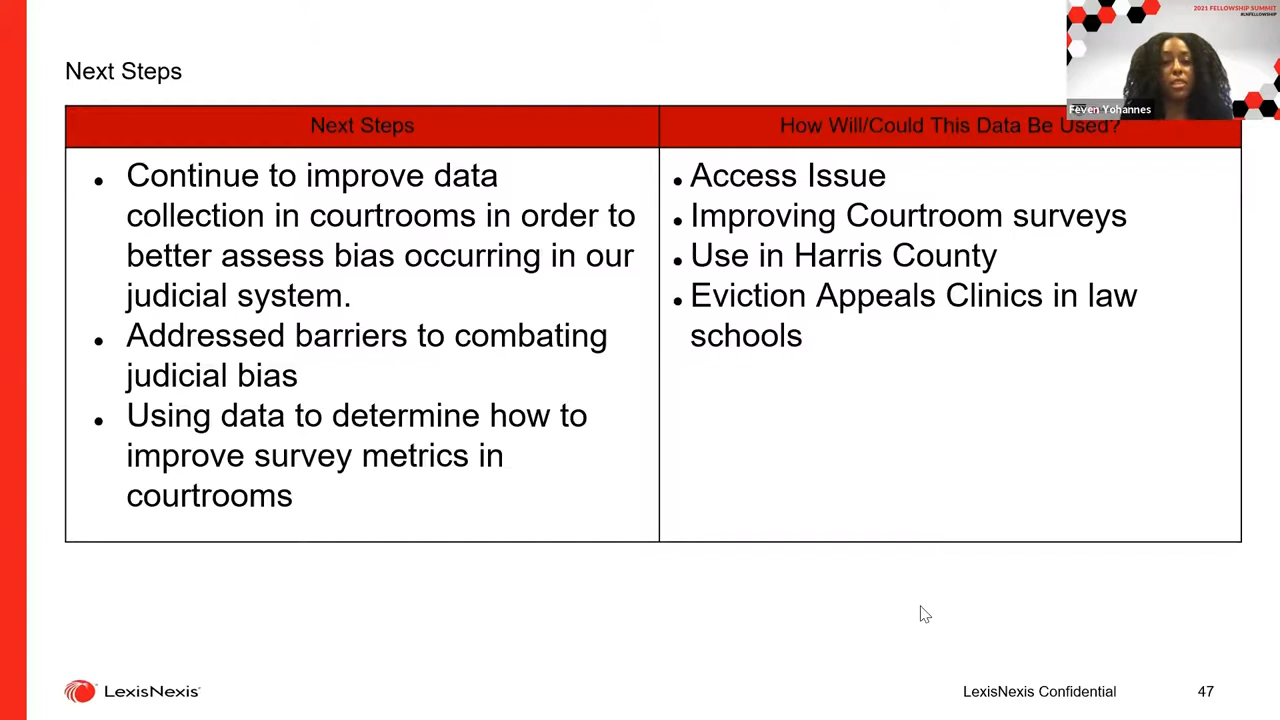 2021 FELLOWSHIP SUMMIT
#LNFELLOWSHIP
Feven Yohannes
Next Steps
Next Steps
How Will/Could This Data Be Used?
• Continue to improve data
collection in courtrooms in order to
better assess bias occurring in our
judicial system.
• Addressed barriers to combating
judicial bias
• Using data to determine how to
improve survey metrics in
courtrooms
• Access Issue
• Improving Courtroom surveys
• Use in Harris County
• Eviction Appeals Clinics in law
schools
LexisNexis®
LexisNexis Confidential
47